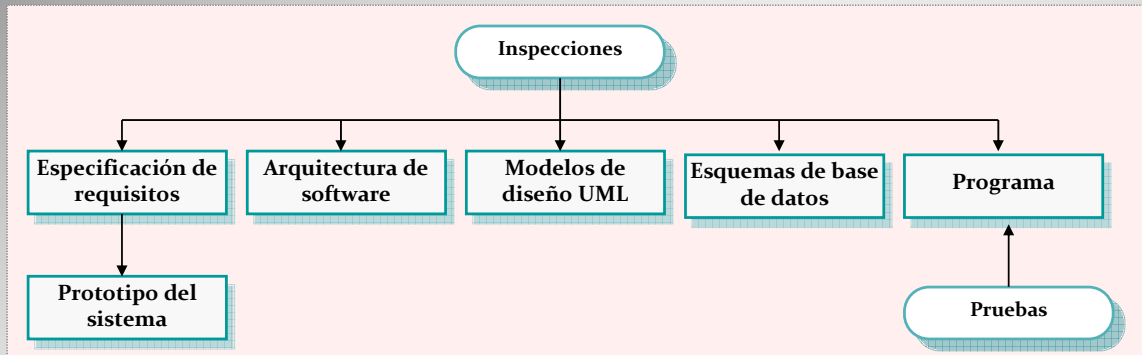 Inspecciones
Especificación de
requisitos
Arquitectura de
software
Modelos de
diseño UML
Esquemas de base
de datos
Programa
Prototipo del
sistema
Pruebas